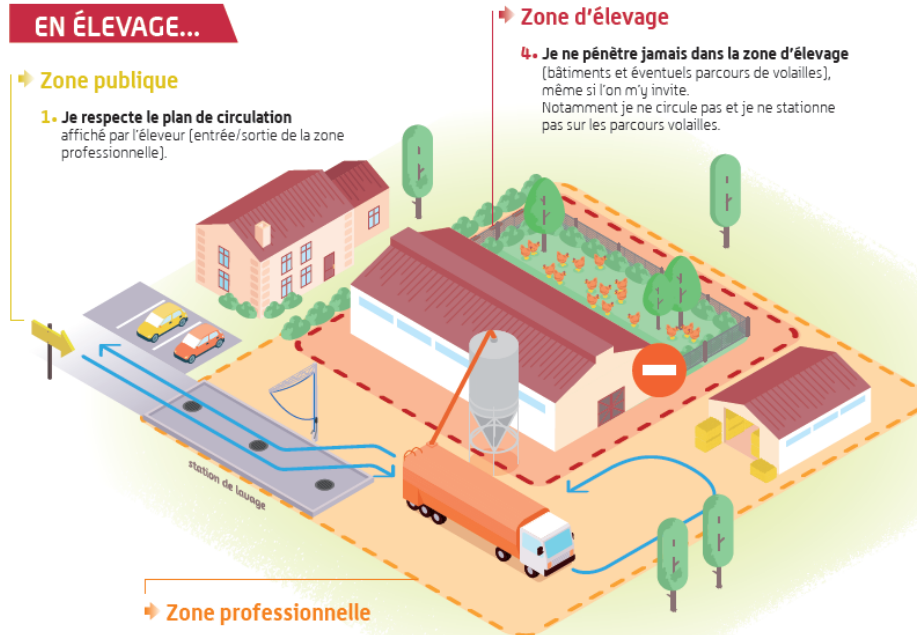 EN ÉLEVAGE...
Zone publique
1. Je respecte le plan de circulation
affiché par l'éleveur (entrée/sortie de la zone
professionnelle).
Zone d'élevage
4. Je ne pénètre jamais dans la zone d'élevage
(bâtiments et éventuels parcours de volailles),
même si l'on m'y invite.
Notamment je ne circule pas et je ne stationne
pas sur les parcours volailles.
station de lavage
Zone professionnelle